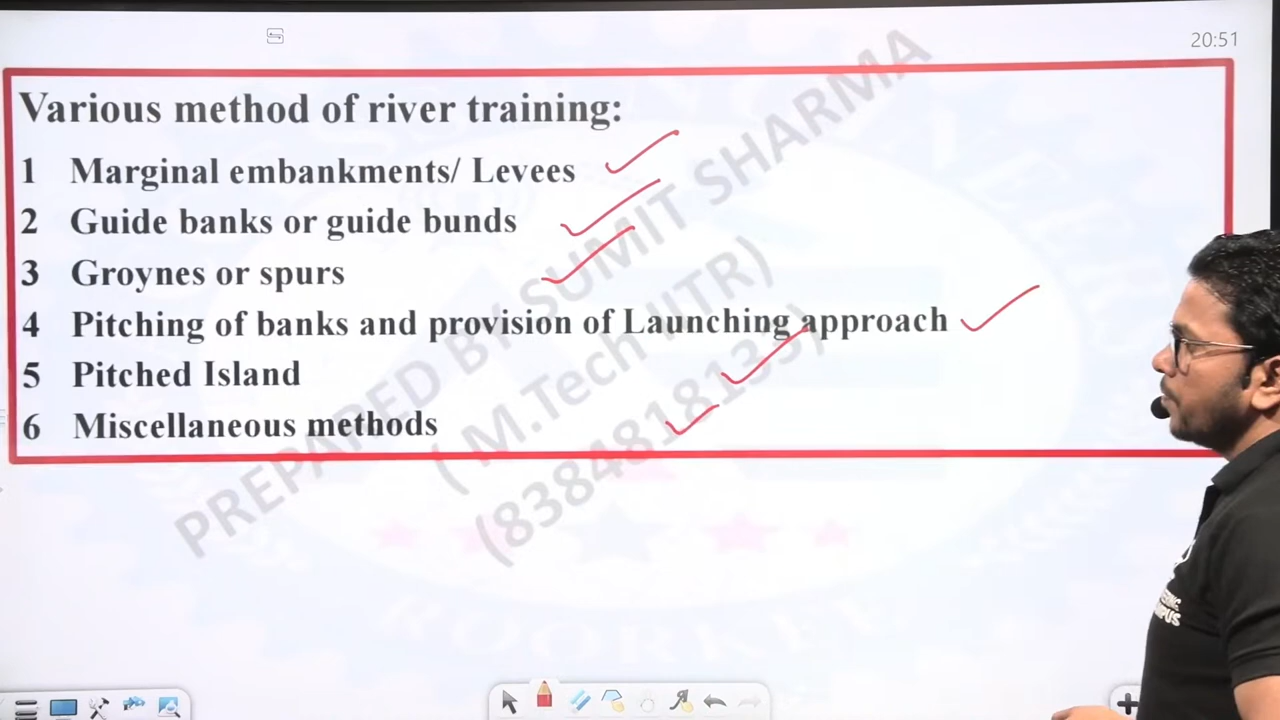 20:51
Various method of river training:
1 Marginal embankments/ Levees
2 Guide banks or guide bunds
3 Groynes or spurs
4 Pitching of banks and provision of Launching approach
5 Pitched Island
6 Miscellaneous methods
PREPARED BY SUMIT SHARMA
( M.Tech IITR)
(8384818133)
ROORKEE